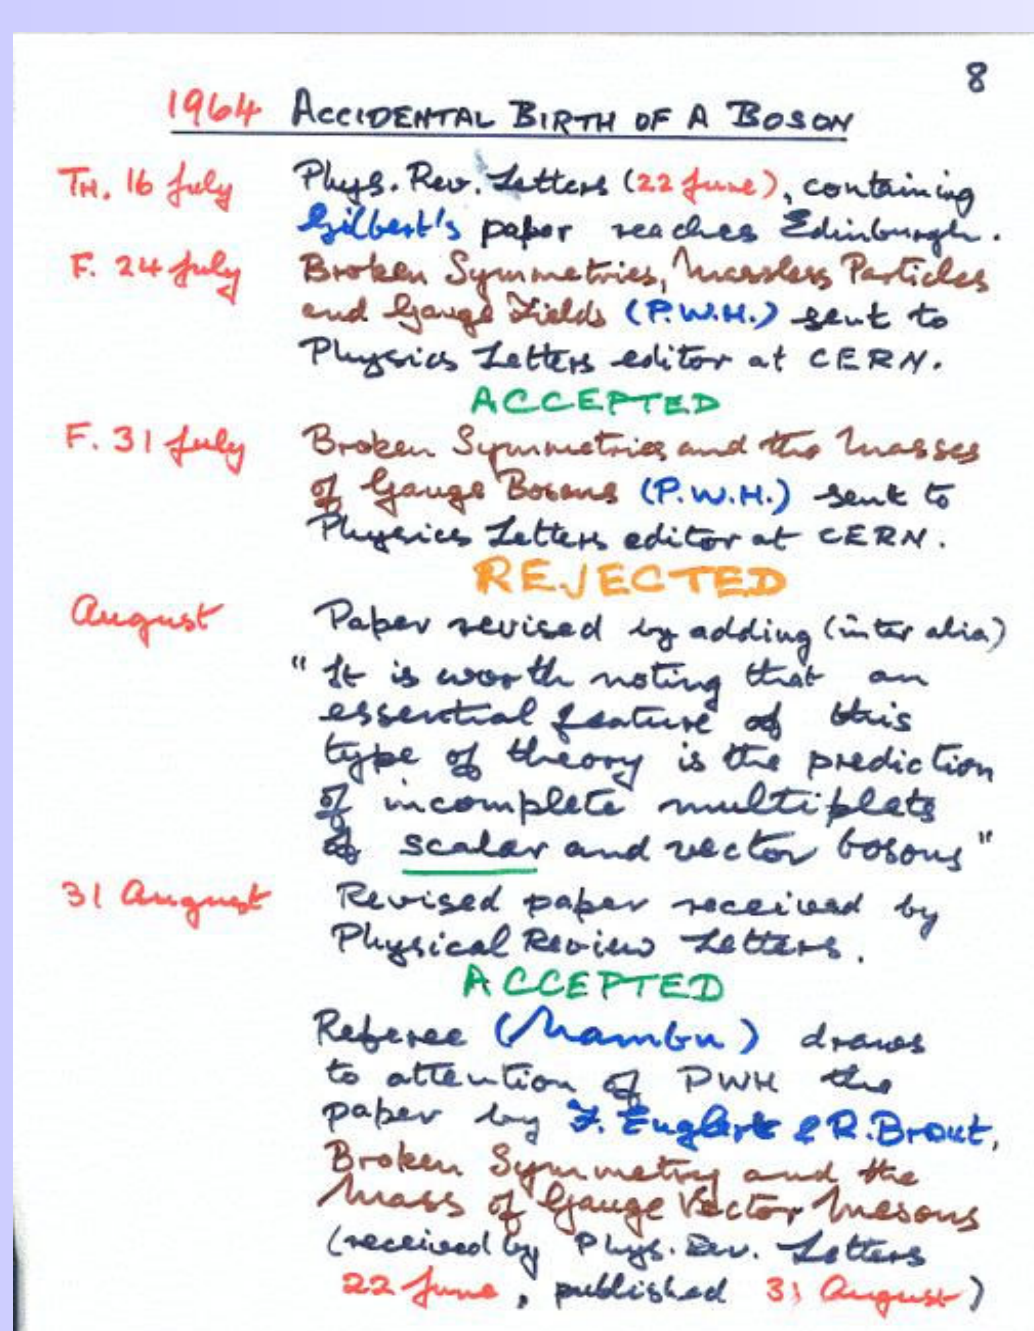 8
1964 ACCIDENTAL BIRTH OF A BOSON
TH. 16 July Phys. Rev. Letters (22 June), containing
Gilbert's paper reaches Edinburgh.
F. 24 July Broken Symmetries, Massless Particles
and Gauge Fields (P.W.H.) sent to
Physics Letters editor at CERN.
ACCEPTED
F. 31 July Broken Symmetries and the Masses
of Gauge Bosons (P.W.H.) sent to
Physics Letters editor at CERN.
REJECTED
August Paper revised by adding (inter alia)
"It is worth noting that an
essential feature of this
type of theory is the prediction
of incomplete multiplets
of scalar and vector bosons"
31 August Revised paper received by
Physical Review Letters.
ACCEPTED
Referee (Nambu) draws
to attention of PWH the
paper by F. Englert & R. Brout,
Broken Symmetry and the
Mass of Gauge Vector Mesons
(received by Phys. Rev. Letters
22 June, published 31 August)